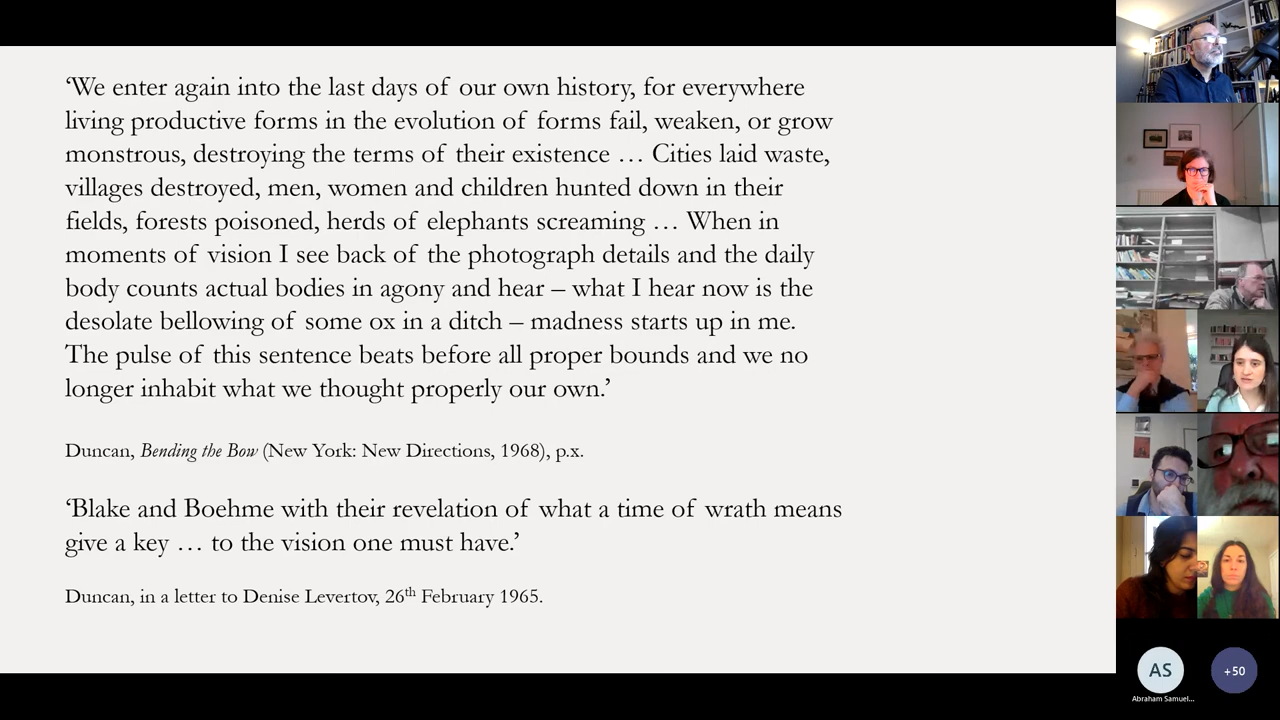 ‘We enter again into the last days of our own history, for everywhere
living productive forms in the evolution of forms fail, weaken, or grow
monstrous, destroying the terms of their existence … Cities laid waste,
villages destroyed, men, women and children hunted down in their
fields, forests poisoned, herds of elephants screaming … When in
moments of vision I see back of the photograph details and the daily
body counts actual bodies in agony and hear – what I hear now is the
desolate bellowing of some ox in a ditch – madness starts up in me.
The pulse of this sentence beats before all proper bounds and we no
longer inhabit what we thought properly our own.’
Duncan, Bending the Bow (New York: New Directions, 1968), p.x.
‘Blake and Boehme with their revelation of what a time of wrath means
give a key … to the vision one must have.’
Duncan, in a letter to Denise Levertov, 26th February 1965.
AS
+50
Abraham Samuel...